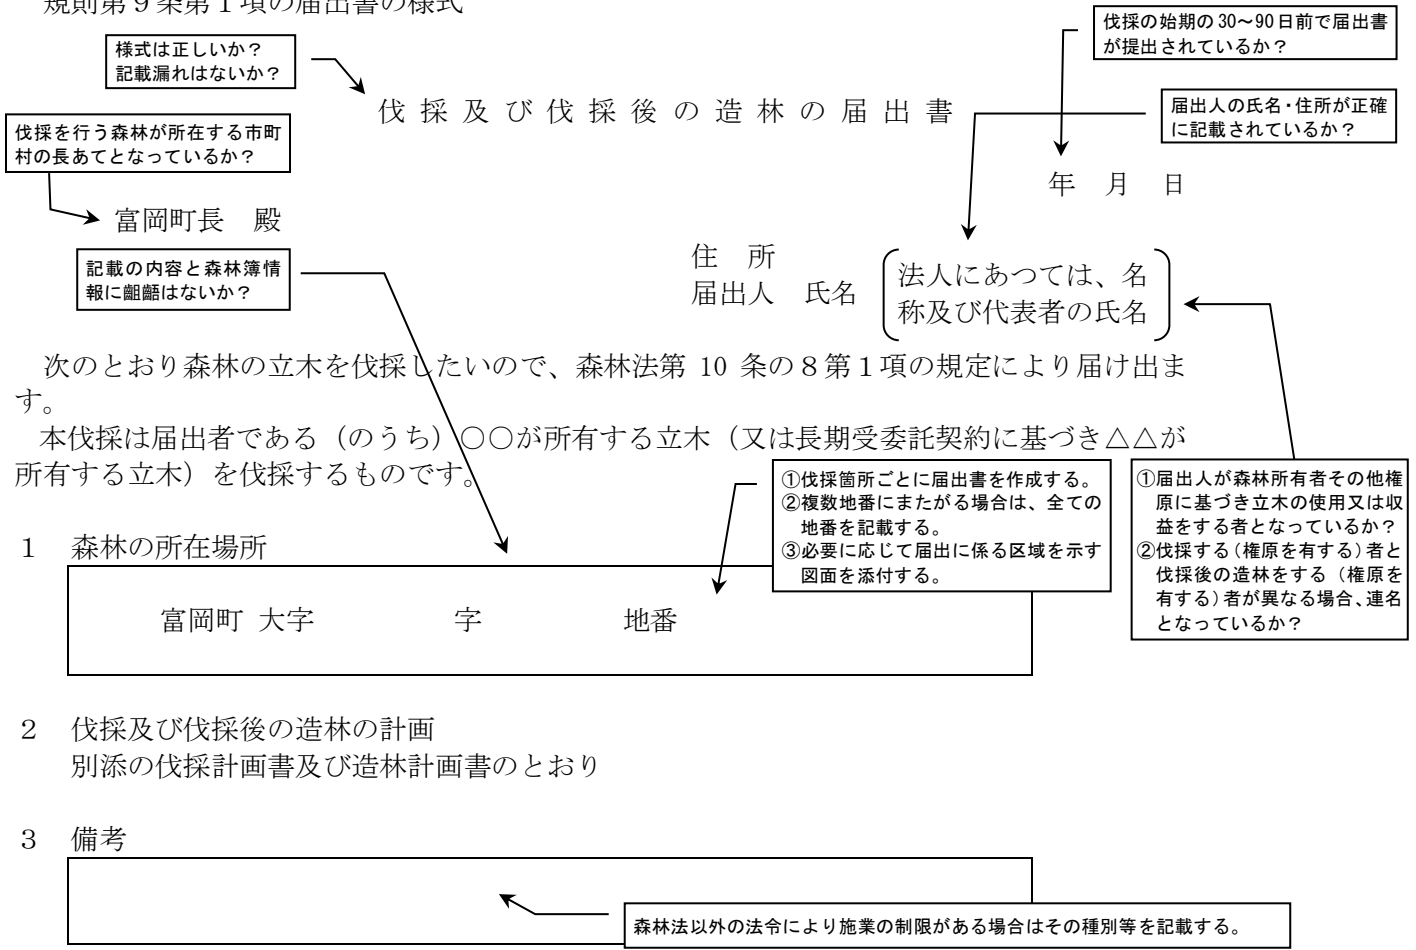 規則第９条第１項の届出書の様式
伐採の始期の30～90日前で届出書
が提出されているか？
様式は正しいか？
記載漏れはないか？
伐採及び伐採後の造林の届出書
届出人の氏名・住所が正確
に記載されているか？
伐採を行う森林が所在する市町
村の長あてとなっているか？
年　月　日
富岡町長　殿
記載の内容と森林簿情
報に齟齬はないか？
住　所
届出人　氏名
法人にあつては、名
称及び代表者の氏名
次のとおり森林の立木を伐採したいので、森林法第 10 条の８第１項の規定により届け出ま
す。
本伐採は届出者である（のうち）○○が所有する立木（又は長期受委託契約に基づき△△が
所有する立木）を伐採するものです。
①伐採箇所ごとに届出書を作成する。
②複数地番にまたがる場合は、全ての
地番を記載する。
③必要に応じて届出に係る区域を示す
図面を添付する。
①届出人が森林所有者その他権
原に基づき立木の使用又は収
益をする者となっているか？
②伐採する（権原を有する）者と
伐採後の造林をする（権原を
有する）者が異なる場合、連名
となっているか？
１　森林の所在場所
富岡町 大字　　　　　字　　　　　地番
２　伐採及び伐採後の造林の計画
別添の伐採計画書及び造林計画書のとおり
３　備考
森林法以外の法令により施業の制限がある場合はその種別等を記載する。